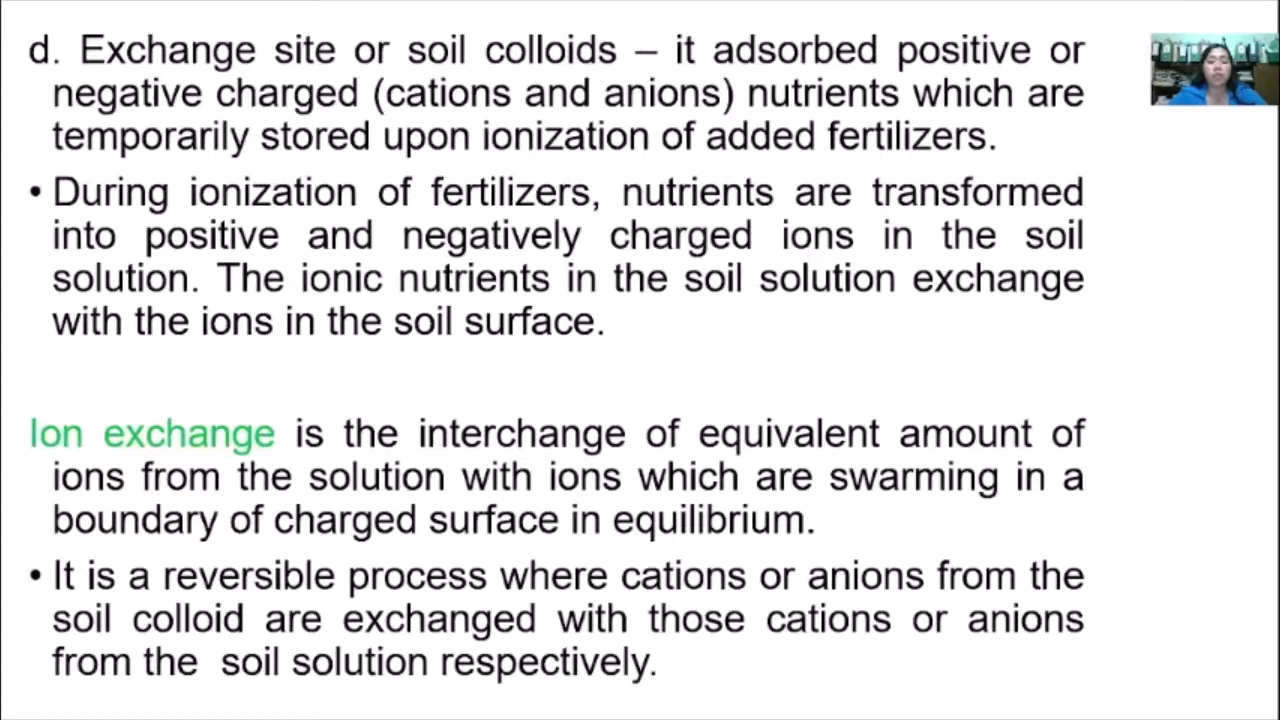 d. Exchange site or soil colloids – it adsorbed positive or
negative charged (cations and anions) nutrients which are
temporarily stored upon ionization of added fertilizers.
• During ionization of fertilizers, nutrients are transformed
into positive and negatively charged ions in the soil
solution. The ionic nutrients in the soil solution exchange
with the ions in the soil surface.
Ion exchange is the interchange of equivalent amount of
ions from the solution with ions which are swarming in a
boundary of charged surface in equilibrium.
• It is a reversible process where cations or anions from the
soil colloid are exchanged with those cations or anions
from the soil solution respectively.